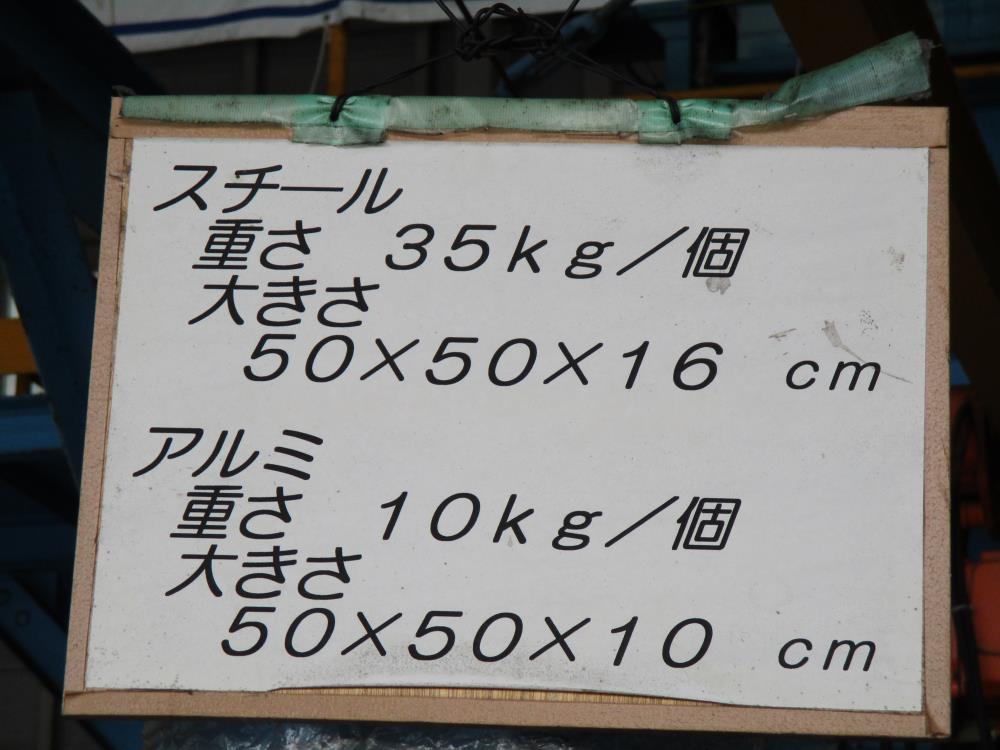 スチール
重さ 35kg/個
大きさ
50×50×16 cm
アルミ
重さ 10kg/個
大きさ
50×50×10 cm